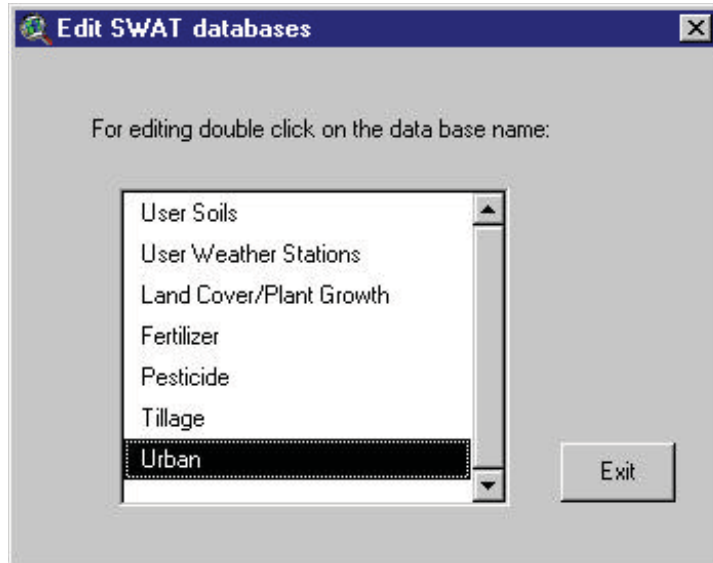 Edit SWAT databases
For editing double click on the data base name:
User Soils
User Weather Stations
Land Cover/Plant Growth
Fertilizer
Pesticide
Tillage
Urban
Exit